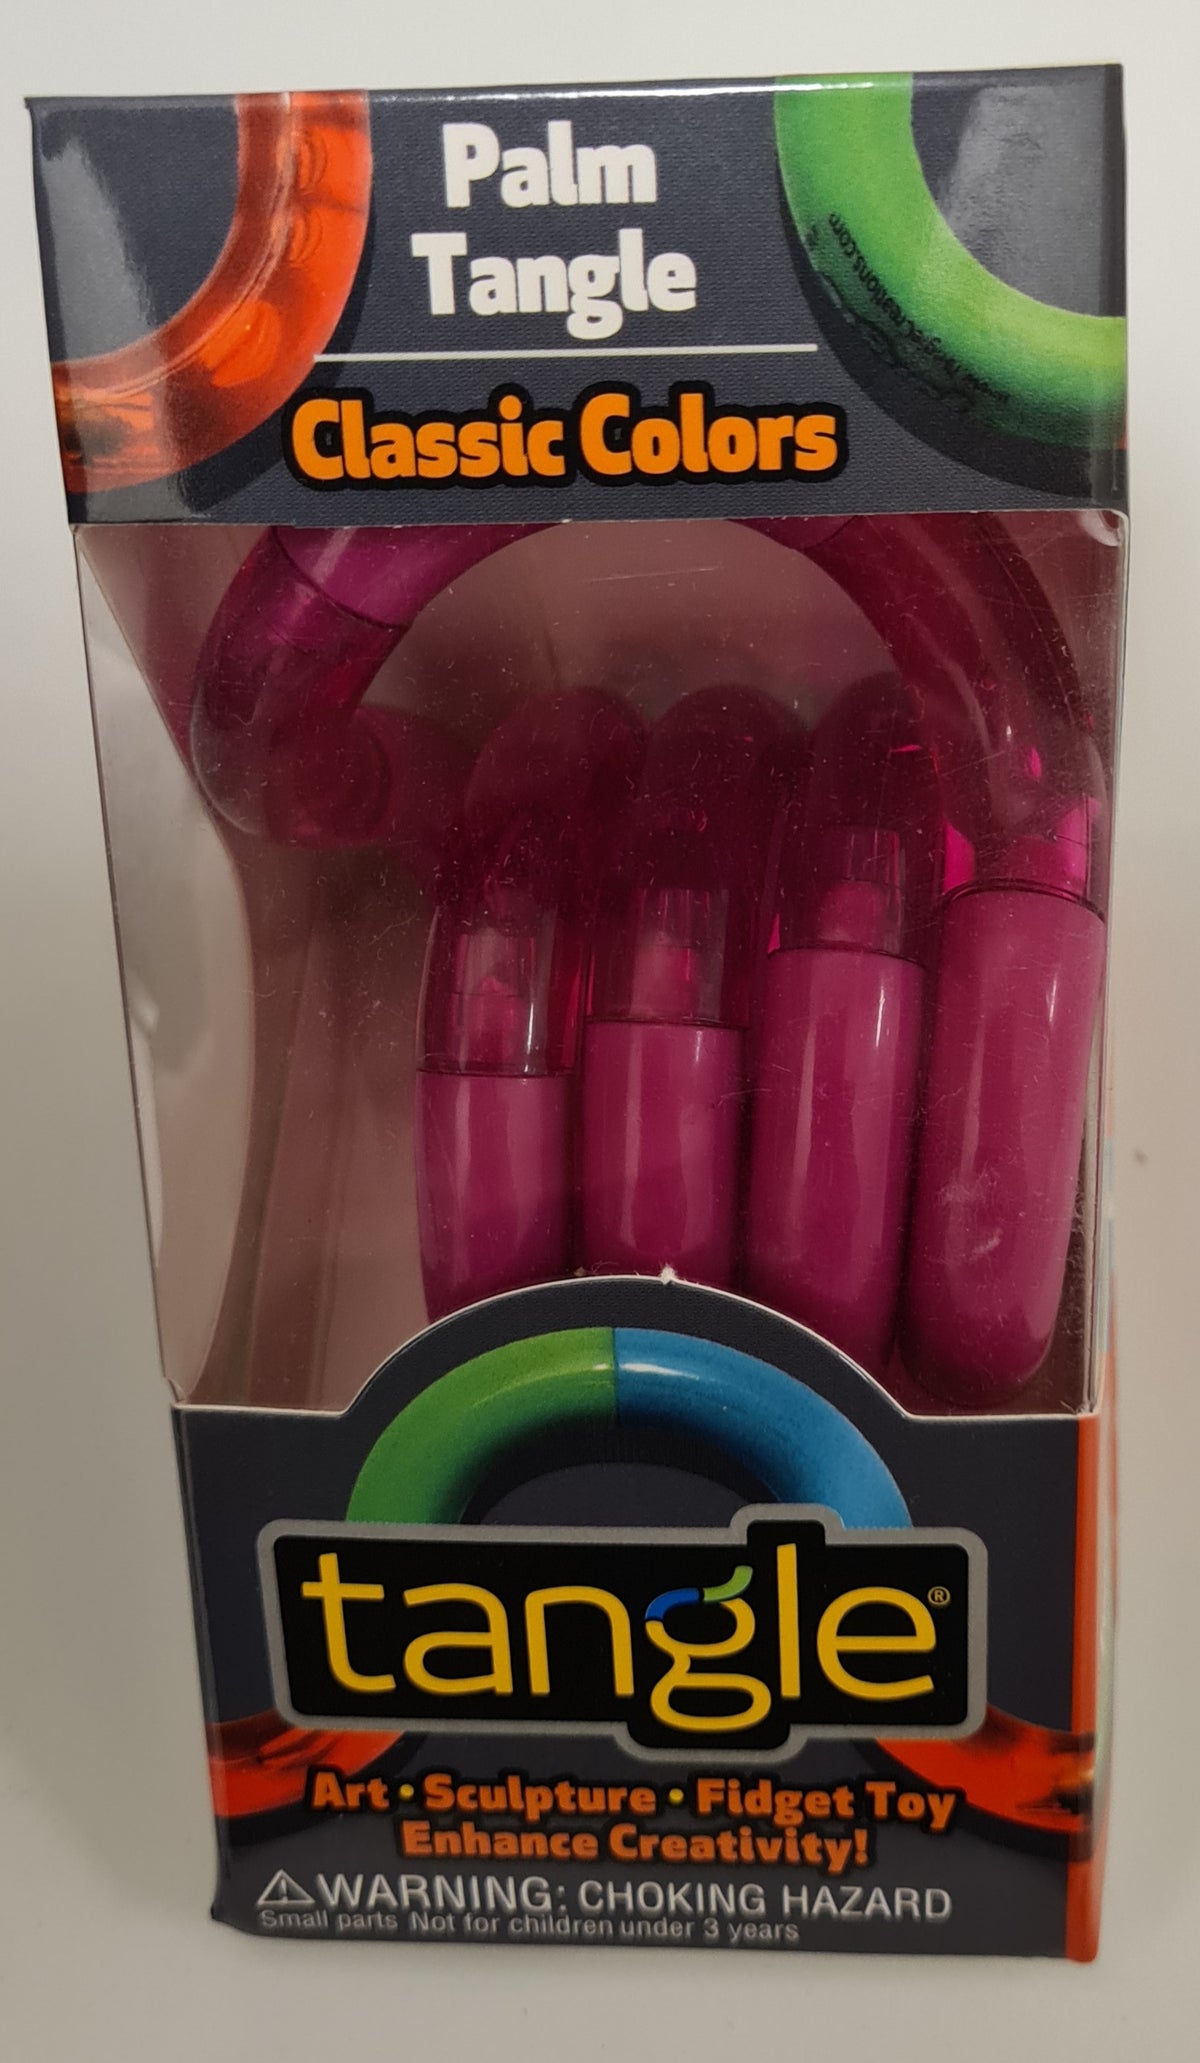 Palm
Tangle
Classic Colors
tangle®
Art • Sculpture • Fidget Toy
Enhance Creativity!
⚠WARNING: CHOKING HAZARD
Small parts Not for children under 3 years